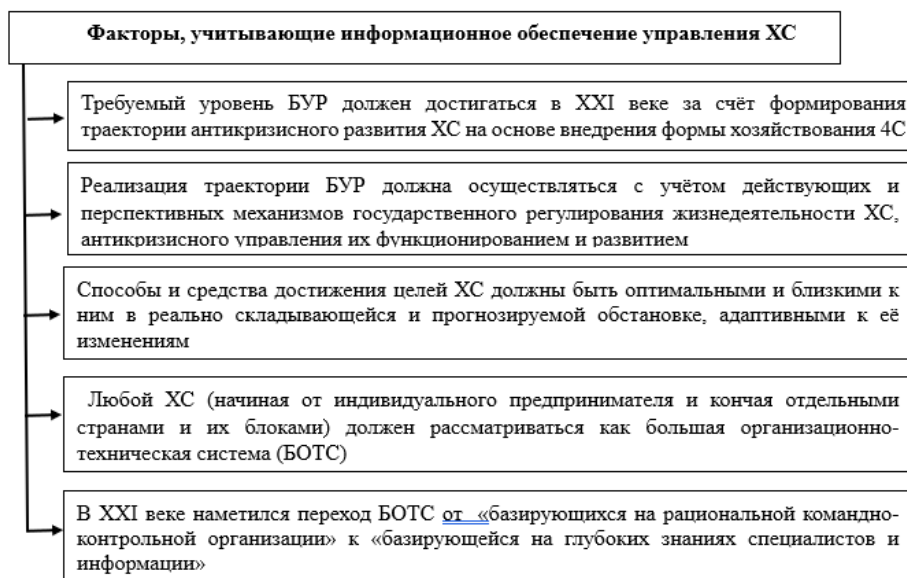 Факторы, учитывающие информационное обеспечение управления ХС
Требуемый уровень БУР должен достигаться в XXI веке за счёт формирования
траектории антикризисного развития ХС на основе внедрения формы хозяйствования 4С
Реализация траектории БУР должна осуществляться с учётом действующих и
перспективных механизмов государственного регулирования жизнедеятельности ХС,
антикризисного управления их функционированием и развитием
Способы и средства достижения целей ХС должны быть оптимальными и близкими к
ним в реально складывающейся и прогнозируемой обстановке, адаптивными к её
изменениям
Любой ХС (начиная от индивидуального предпринимателя и кончая отдельными
странами и их блоками) должен рассматриваться как большая организационно-
техническая система (БОТС)
В XXI веке наметился переход БОТС от «базирующихся на рациональной командно-
контрольной организации» к «базирующейся на глубоких знаниях специалистов и
информации»